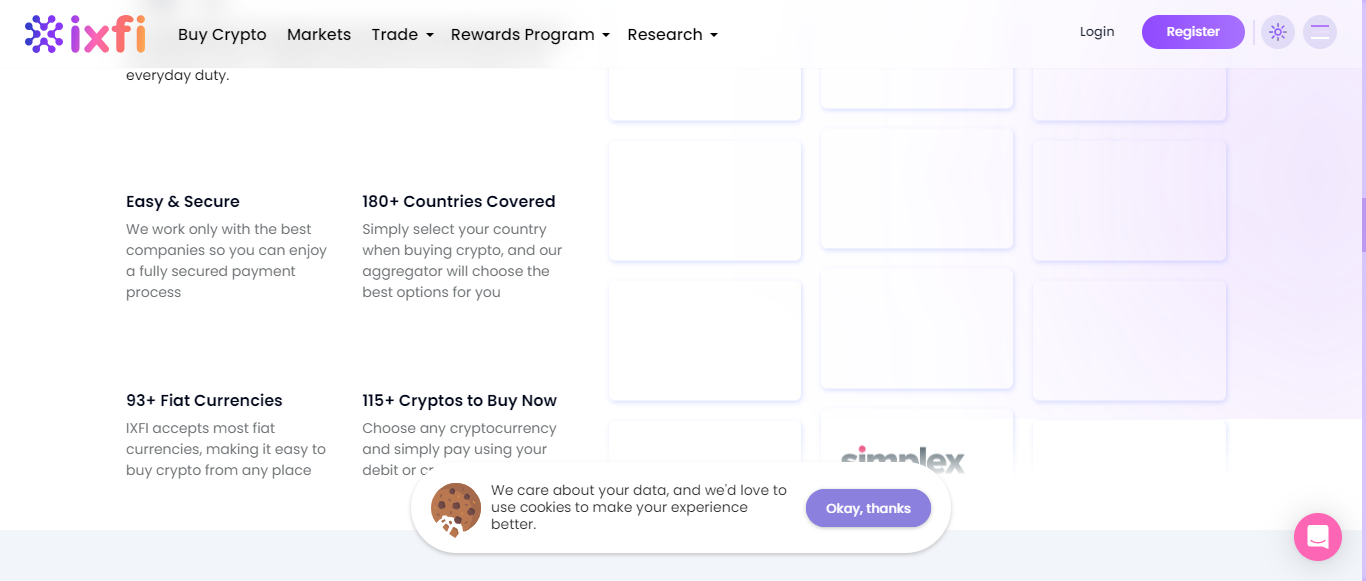 ixfi
Buy Crypto
Markets
Trade
Rewards Program
Research
Login
Register
everyday duty.
Easy & Secure
We work only with the best
companies so you can enjoy
a fully secured payment
process
180+ Countries Covered
Simply select your country
when buying crypto, and our
aggregator will choose the
best options for you
93+ Fiat Currencies
IXFI accepts most fiat
currencies, making it easy to
buy crypto from any place
115+ Cryptos to Buy Now
Choose any cryptocurrency
and simply pay using your
debit or
simplex
We care about your data, and we'd love to
use cookies to make your experience
better.
Okay, thanks